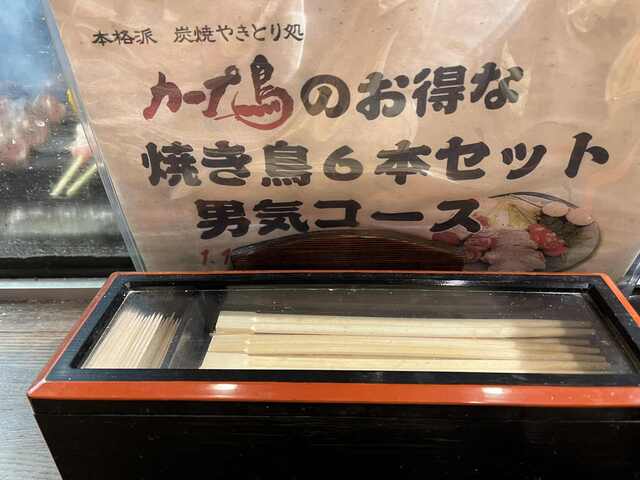 本格派 炭焼やきとり処
カープ鳥のお得な
焼き鳥6本セット
男気コース